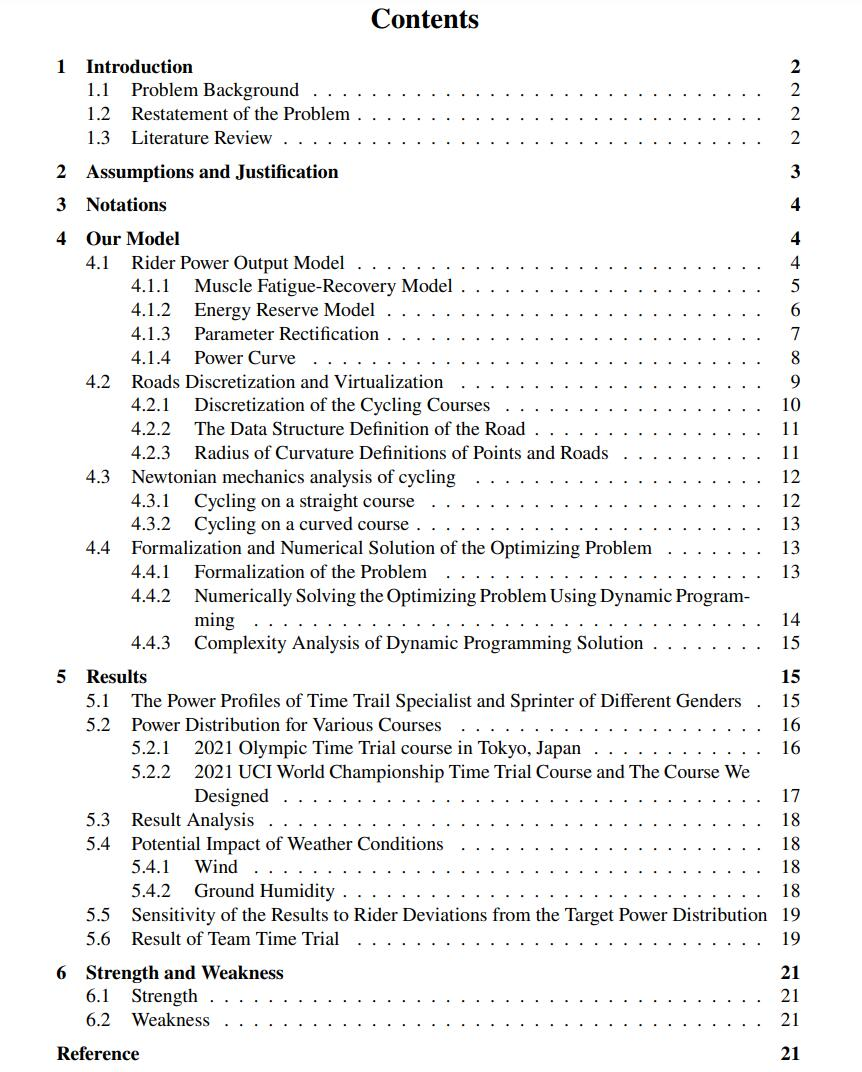 Contents
1 Introduction 2
1.1 Problem Background . . . . . . . . . . . . . . . . . . . . . . . . . . . . . . . 2
1.2 Restatement of the Problem . . . . . . . . . . . . . . . . . . . . . . . . . . . . 2
1.3 Literature Review . . . . . . . . . . . . . . . . . . . . . . . . . . . . . . . . . 2
2 Assumptions and Justification 3
3 Notations 4
4 Our Model 4
4.1 Rider Power Output Model . . . . . . . . . . . . . . . . . . . . . . . . . . . . 4
4.1.1 Muscle Fatigue-Recovery Model . . . . . . . . . . . . . . . . . . . . . 5
4.1.2 Energy Reserve Model . . . . . . . . . . . . . . . . . . . . . . . . . . 6
4.1.3 Parameter Rectification . . . . . . . . . . . . . . . . . . . . . . . . . . 7
4.1.4 Power Curve . . . . . . . . . . . . . . . . . . . . . . . . . . . . . . . 8
4.2 Roads Discretization and Virtualization . . . . . . . . . . . . . . . . . . . . . 9
4.2.1 Discretization of the Cycling Courses . . . . . . . . . . . . . . . . . . 10
4.2.2 The Data Structure Definition of the Road . . . . . . . . . . . . . . . . 11
4.2.3 Radius of Curvature Definitions of Points and Roads . . . . . . . . . . 11
4.3 Newtonian mechanics analysis of cycling . . . . . . . . . . . . . . . . . . . . 12
4.3.1 Cycling on a straight course . . . . . . . . . . . . . . . . . . . . . . . 12
4.3.2 Cycling on a curved course . . . . . . . . . . . . . . . . . . . . . . . . 13
4.4 Formalization and Numerical Solution of the Optimizing Problem . . . . . . . 13
4.4.1 Formalization of the Problem . . . . . . . . . . . . . . . . . . . . . . 13
4.4.2 Numerically Solving the Optimizing Problem Using Dynamic Program-
ming . . . . . . . . . . . . . . . . . . . . . . . . . . . . . . . . . . . 14
4.4.3 Complexity Analysis of Dynamic Programming Solution . . . . . . . . 15
5 Results 15
5.1 The Power Profiles of Time Trail Specialist and Sprinter of Different Genders . 15
5.2 Power Distribution for Various Courses . . . . . . . . . . . . . . . . . . . . . 16
5.2.1 2021 Olympic Time Trial course in Tokyo, Japan . . . . . . . . . . . . 16
5.2.2 2021 UCI World Championship Time Trial Course and The Course We
Designed . . . . . . . . . . . . . . . . . . . . . . . . . . . . . . . . . 17
5.3 Result Analysis . . . . . . . . . . . . . . . . . . . . . . . . . . . . . . . . . . 18
5.4 Potential Impact of Weather Conditions . . . . . . . . . . . . . . . . . . . . . 18
5.4.1 Wind . . . . . . . . . . . . . . . . . . . . . . . . . . . . . . . . . . . 18
5.4.2 Ground Humidity . . . . . . . . . . . . . . . . . . . . . . . . . . . . . 18
5.5 Sensitivity of the Results to Rider Deviations from the Target Power Distribution 19
5.6 Result of Team Time Trial . . . . . . . . . . . . . . . . . . . . . . . . . . . . 19
6 Strength and Weakness 21
6.1 Strength . . . . . . . . . . . . . . . . . . . . . . . . . . . . . . . . . . . . . . 21
6.2 Weakness . . . . . . . . . . . . . . . . . . . . . . . . . . . . . . . . . . . . . 21
Reference 21